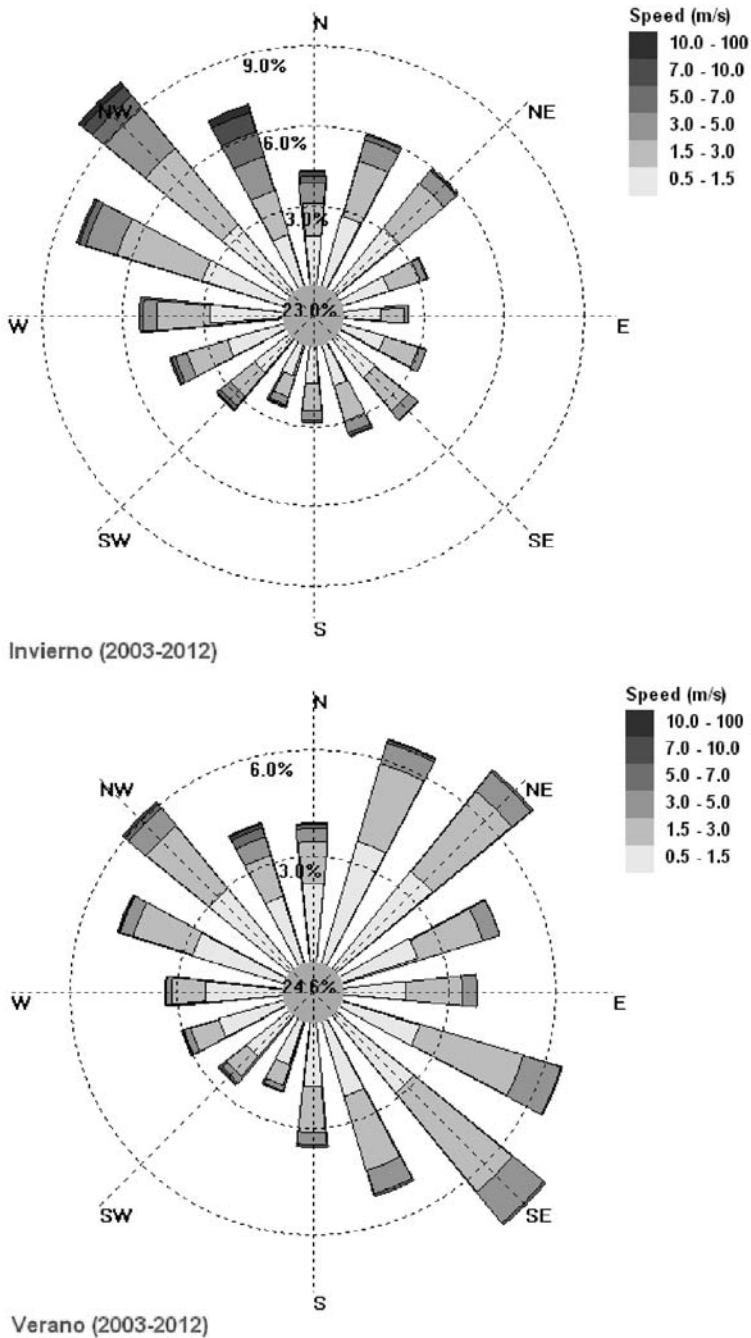 N
Speed (m/s)
10.0 - 100
7.0 - 10.0
5.0 - 7.0
3.0 - 5.0
1.5 - 3.0
0.5 - 1.5
9.0%
NW
NE
6.0%
3.0%
23.0%
W
E
SW
SE
S
Invierno (2003-2012)
N
Speed (m/s)
10.0 - 100
7.0 - 10.0
5.0 - 7.0
3.0 - 5.0
1.5 - 3.0
0.5 - 1.5
6.0%
NW
NE
3.0%
24.6%
W
E
SW
SE
S
Verano (2003-2012)